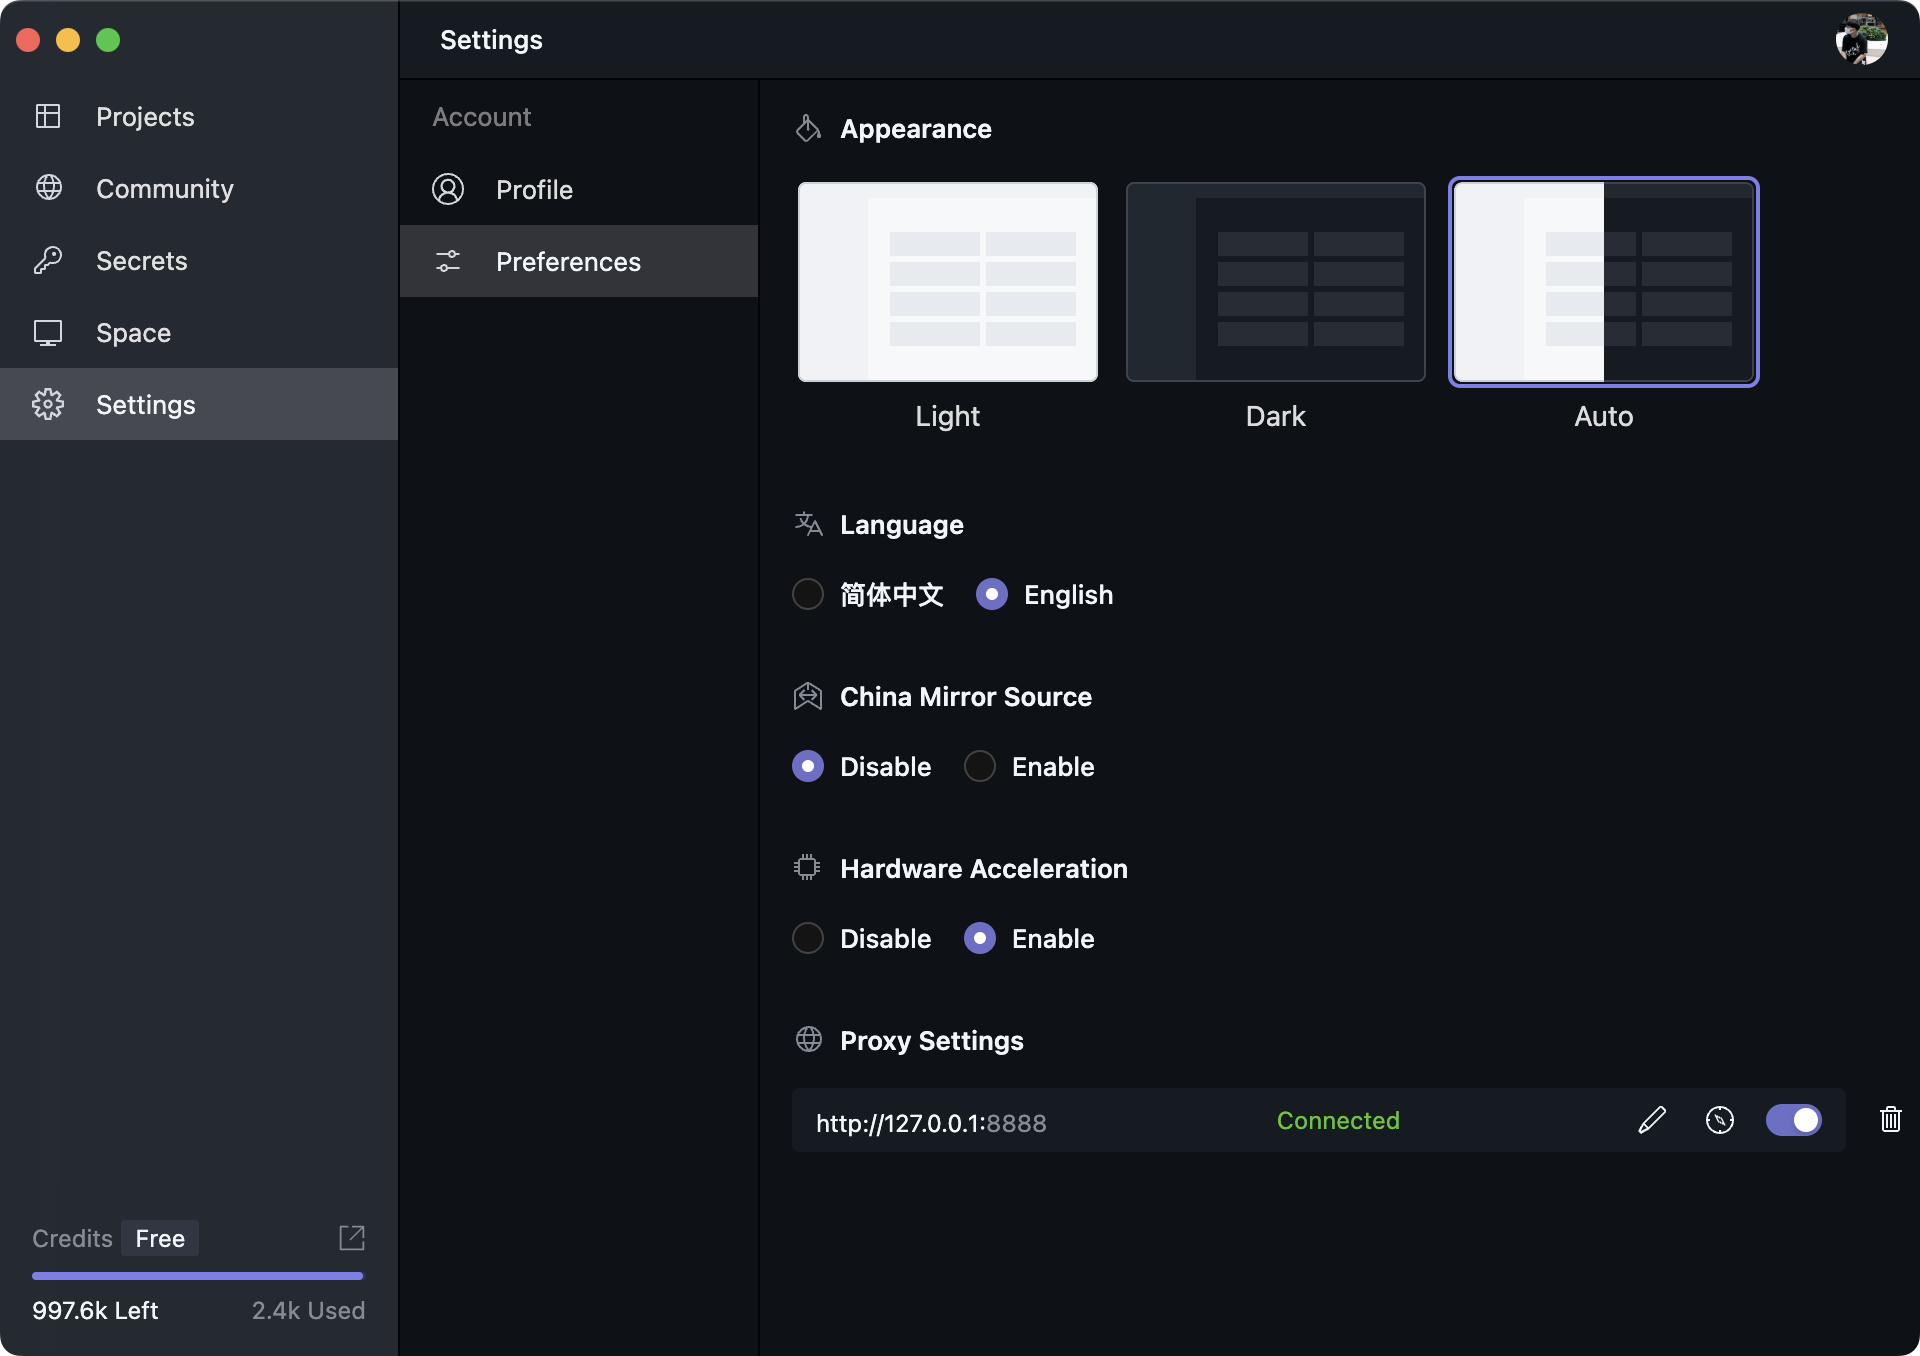 Settings
Projects
Community
Secrets
Space
Settings
Credits Free
997.6k Left 2.4k Used
Account
Profile
Preferences
Appearance
Light Dark Auto
Language
简体中文 English
China Mirror Source
Disable Enable
Hardware Acceleration
Disable Enable
Proxy Settings
http://127.0.0.1:8888 Connected